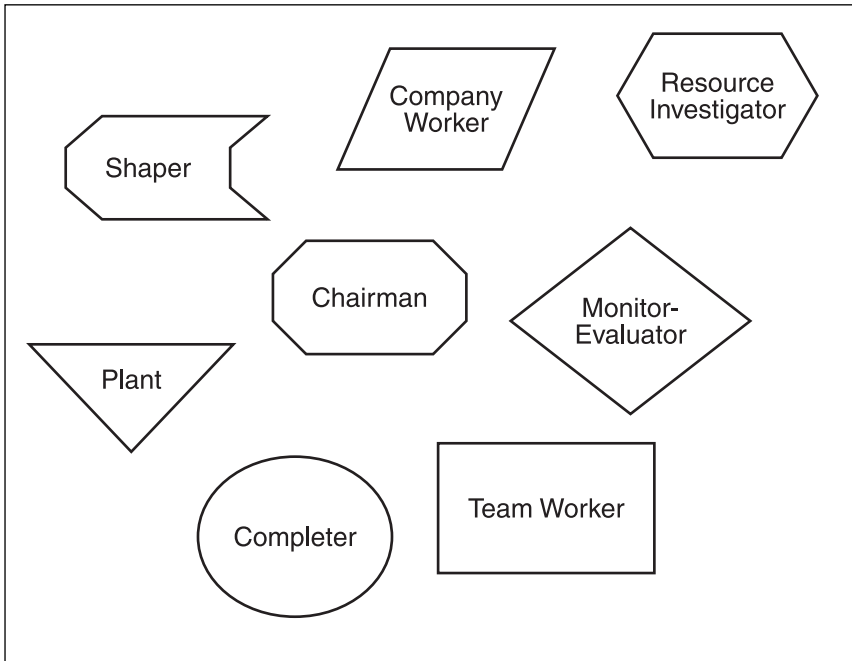 Company
Worker
Resource
Investigator
Shaper
Chairman
Monitor-
Evaluator
Plant
Team Worker
Completer